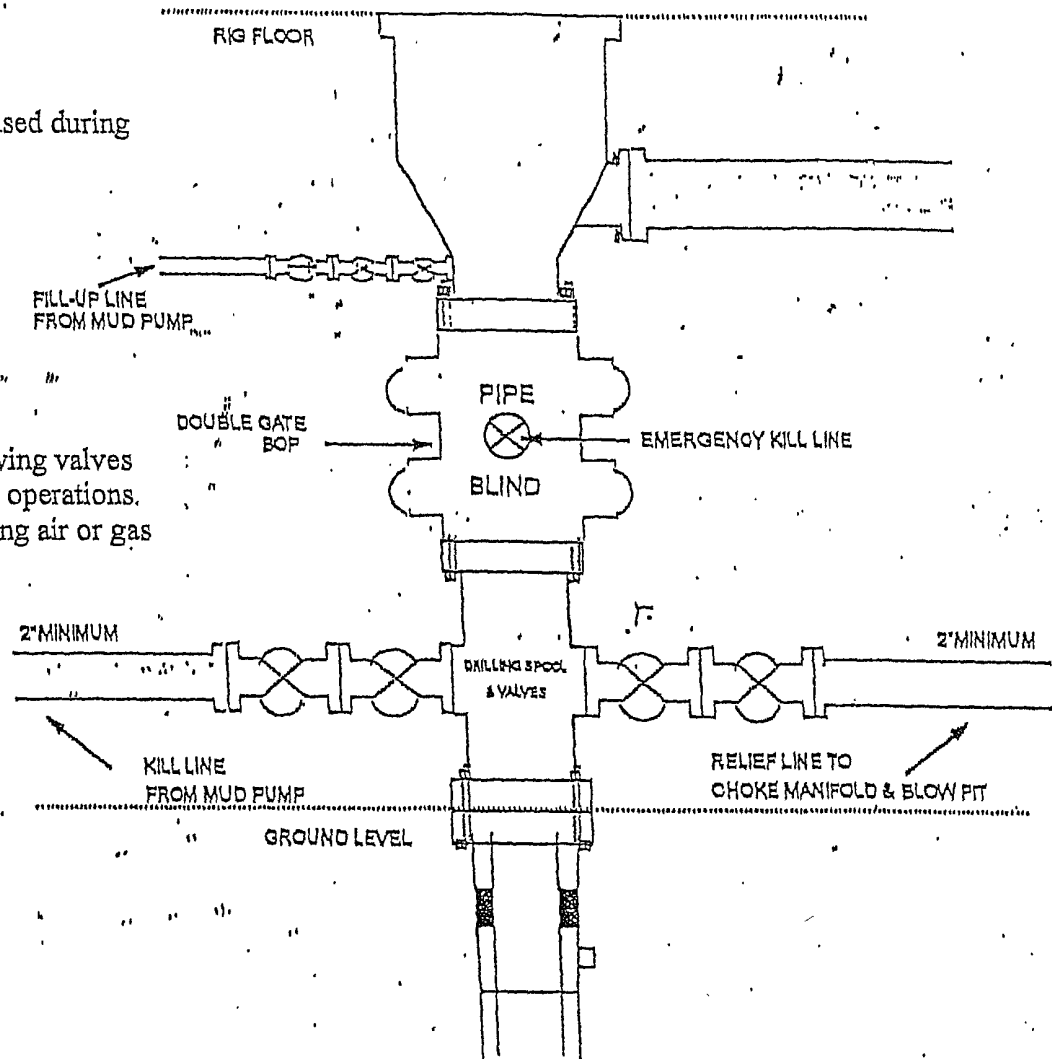 RIG FLOOR
sed during
FILL-UP LINE
FROM MUD PUMP
PIPE
DOUBLE GATE
BOP
EMERGENCY KILL LINE
BLIND
ving valves
operations.
ng air or gas
2" MINIMUM
2" MINIMUM
DRILLING SPOOL
& VALVES
KILL LINE
FROM MUD PUMP
RELIEF LINE TO
CHOKE MANIFOLD & BLOW PIT
GROUND LEVEL